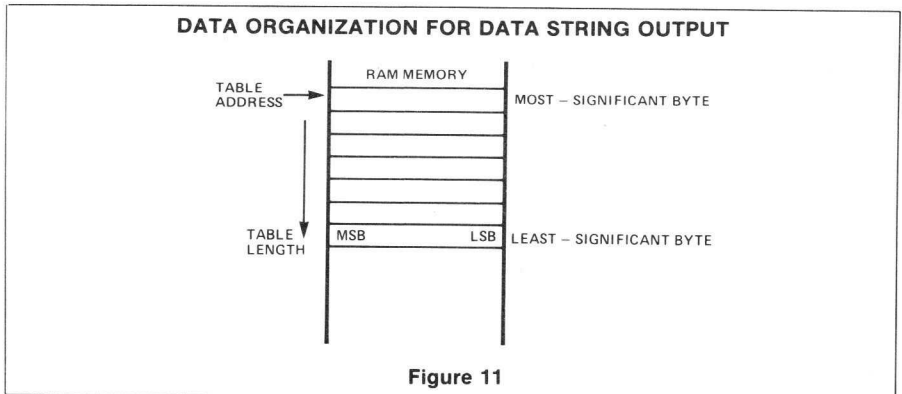 DATA ORGANIZATION FOR DATA STRING OUTPUT
RAM MEMORY
TABLE
ADDRESS
MOST – SIGNIFICANT BYTE
TABLE
LENGTH
MSB
LSB
LEAST – SIGNIFICANT BYTE
Figure 11